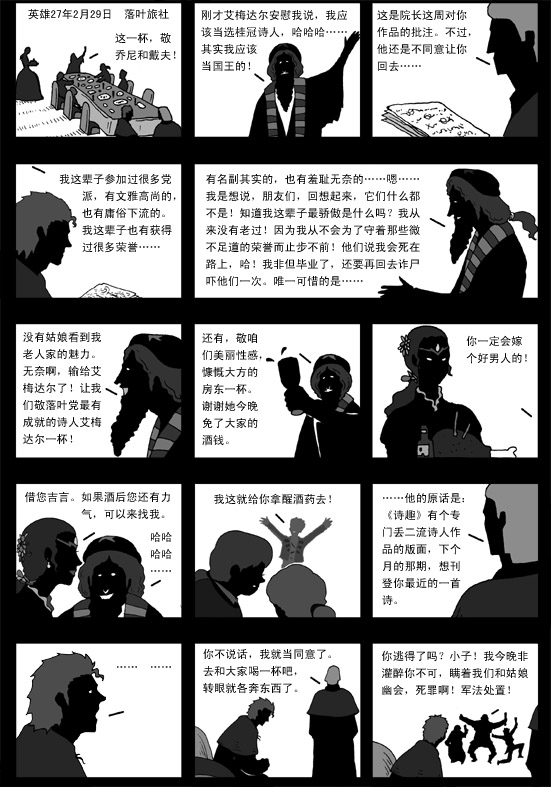 英雄27年2月29日 落叶旅社
这一杯，敬
乔尼和戴夫！
刚才艾梅达尔安慰我说，我应
该当选桂冠诗人，哈哈哈……
其实我应该
当国王的！
这是院长这周对你
作品的批注。不过，
他还是不同意让你
回去……
我这辈子参加过很多党
派，有文雅高尚的，
也有庸俗下流的。
我这辈子也有获得
过很多荣誉……
有名副其实的，也有羞耻无奈的……嗯……
我是想说，朋友们，回想起来，它们什么都
不是！知道我这辈子最骄傲是什么吗？我从
来没有老过！因为我从不会为了守着那些微
不足道的荣誉而止步不前！他们说我会死在
路上，哈！我非但毕业了，还要再回去诈尸
吓他们一次。唯一可惜的是……
没有姑娘看到我
老人家的魅力。
无奈啊，输给艾
梅达尔了！让我
们敬落叶党最有
成就的诗人艾梅
达尔一杯！
还有，敬咱
们美丽性感，
慷慨大方的
房东一杯。
谢谢她今晚
免了大家的
酒钱。
你一定会嫁
个好男人的！
借您吉言。如果酒后您还有力
气，可以来找我。
哈哈
哈哈
……
我这就给你拿醒酒药去！
……他的原话是：
《诗趣》有个专
门丢二流诗人作
品的版面，下个
月的那期，想刊
登你最近的一首
诗。
…… ……
你不说话，我就当同意了。
去和大家喝一杯吧，
转眼就各奔东西了。
你逃得了吗？小子！我今晚非
灌醉你不可，瞒着我们和姑娘
幽会，死罪啊！军法处置！